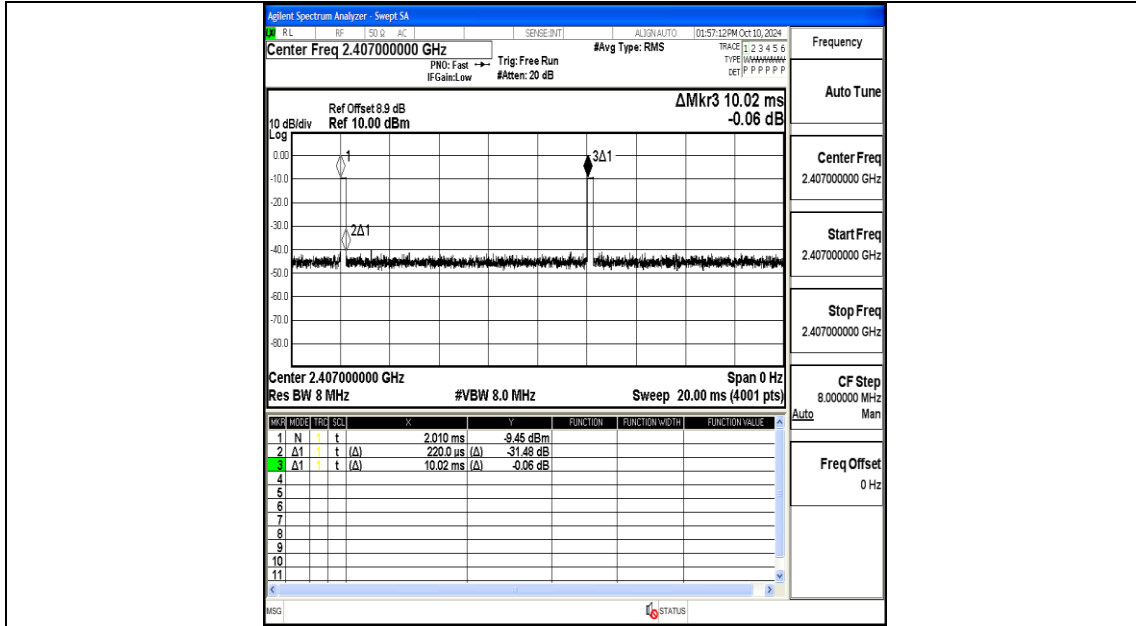 Agilent Spectrum Analyzer - Swept SA
LXI RL RF 50 Ω AC SENSE:INT ALIGN AUTO 01:57:12 PM Oct 10, 2024
Center Freq 2.407000000 GHz #Avg Type: RMS TRACE 1 2 3 4 5 6
PNO: Fast Trig: Free Run TYPE
IFGain:Low #Atten: 20 dB DET P P P P P P
Frequency
ΔMkr3 10.02 ms
-0.06 dB
Ref Offset 8.9 dB
10 dB/div Ref 10.00 dBm
Log
0.00
-10.0
-20.0
-30.0
-40.0
-50.0
-60.0
-70.0
-80.0
1
2Δ1
3Δ1
Center 2.407000000 GHz Span 0 Hz
Res BW 8 MHz #VBW 8.0 MHz Sweep 20.00 ms (4001 pts)
MKR MODE TRC SCL X Y FUNCTION FUNCTION WIDTH FUNCTION VALUE
1 N 1 t 2.010 ms -9.45 dBm
2 Δ1 1 t (Δ) 220.0 µs (Δ) -31.48 dB
3 Δ1 1 t (Δ) 10.02 ms (Δ) -0.06 dB
4
5
6
7
8
9
10
11
MSG STATUS
Auto Tune
Center Freq
2.407000000 GHz
Start Freq
2.407000000 GHz
Stop Freq
2.407000000 GHz
CF Step
8.000000 MHz
Auto Man
Freq Offset
0 Hz